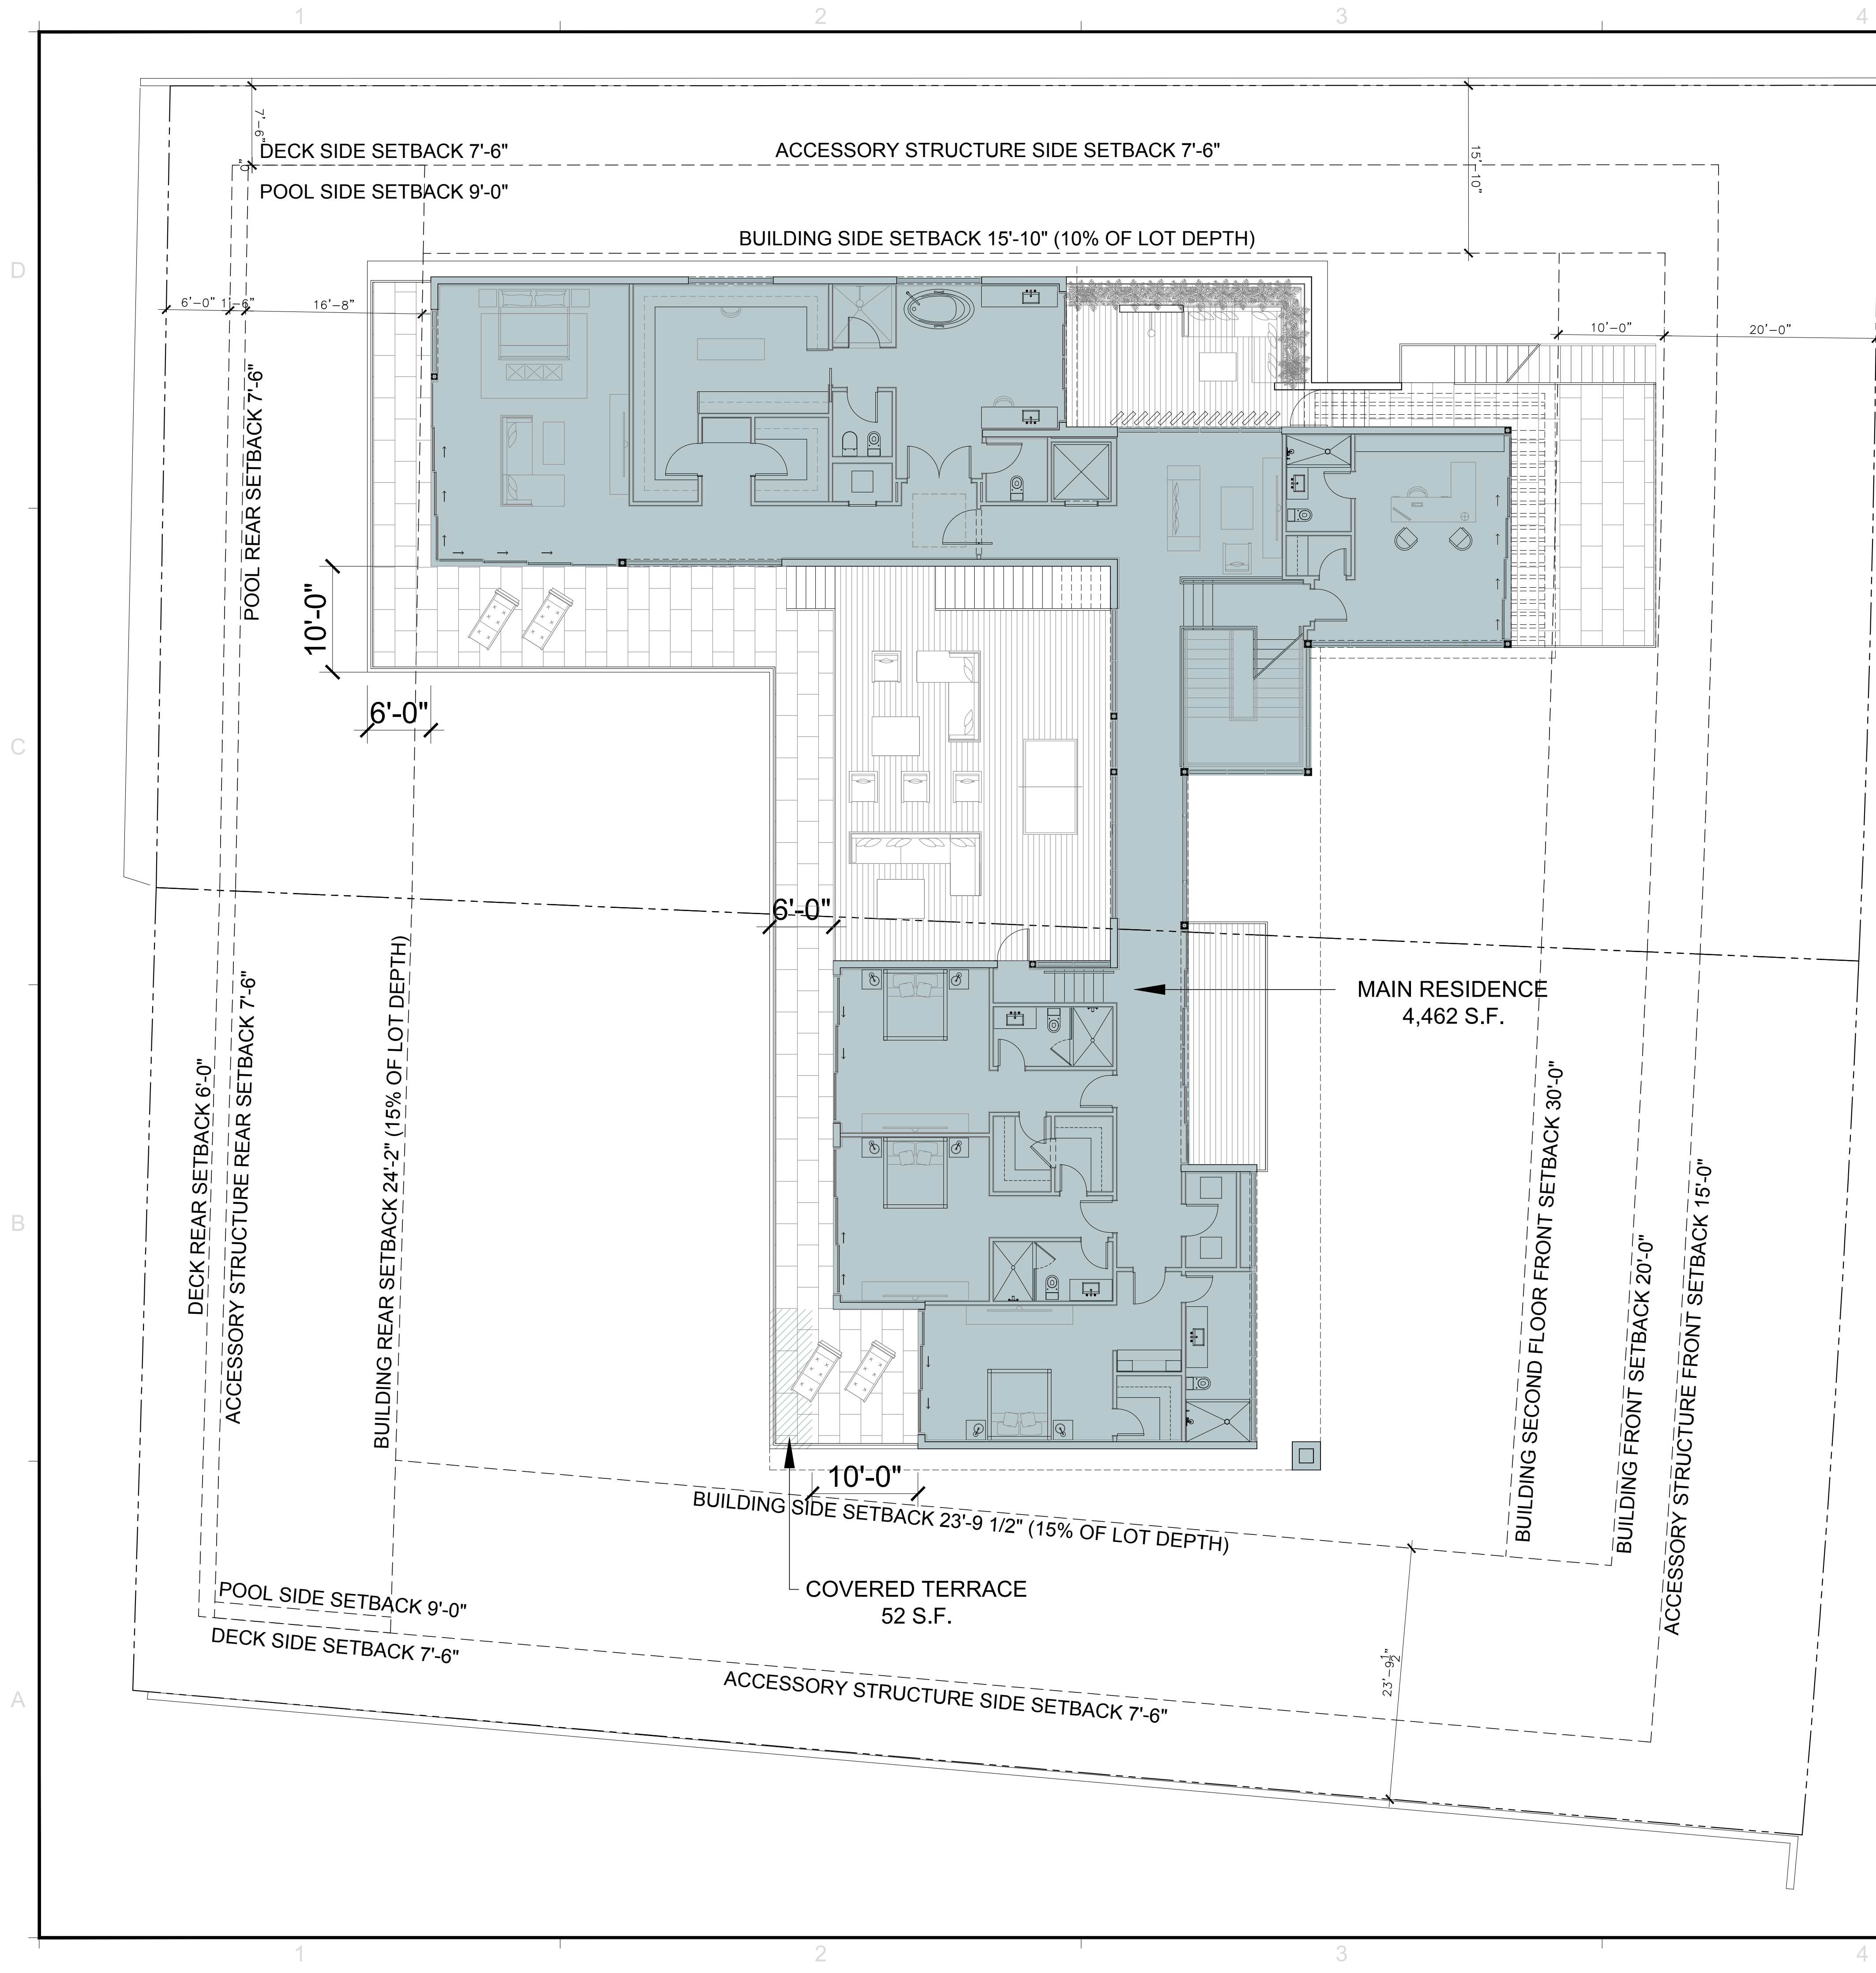 1
2
3
4
7'-6"
0"
DECK SIDE SETBACK 7'-6"
ACCESSORY STRUCTURE SIDE SETBACK 7'-6"
15'-10"
POOL SIDE SETBACK 9'-0"
BUILDING SIDE SETBACK 15'-10" (10% OF LOT DEPTH)
D
6'-0"
1'-6"
16'-8"
10'-0"
20'-0"
POOL REAR SETBACK 7'-6"
10'-0"
6'-0"
C
6'-0"
BUILDING REAR SETBACK 24'-2" (15% OF LOT DEPTH)
ACCESSORY STRUCTURE REAR SETBACK 7'-6"
DECK REAR SETBACK 6'-0"
MAIN RESIDENCE
4,462 S.F.
BUILDING SECOND FLOOR FRONT SETBACK 30'-0"
BUILDING FRONT SETBACK 20'-0"
ACCESSORY STRUCTURE FRONT SETBACK 15'-0"
B
10'-0"
BUILDING SIDE SETBACK 23'-9 1/2" (15% OF LOT DEPTH)
COVERED TERRACE
52 S.F.
POOL SIDE SETBACK 9'-0"
DECK SIDE SETBACK 7'-6"
ACCESSORY STRUCTURE SIDE SETBACK 7'-6"
23'-9 1/2"
A
1
2
3
4